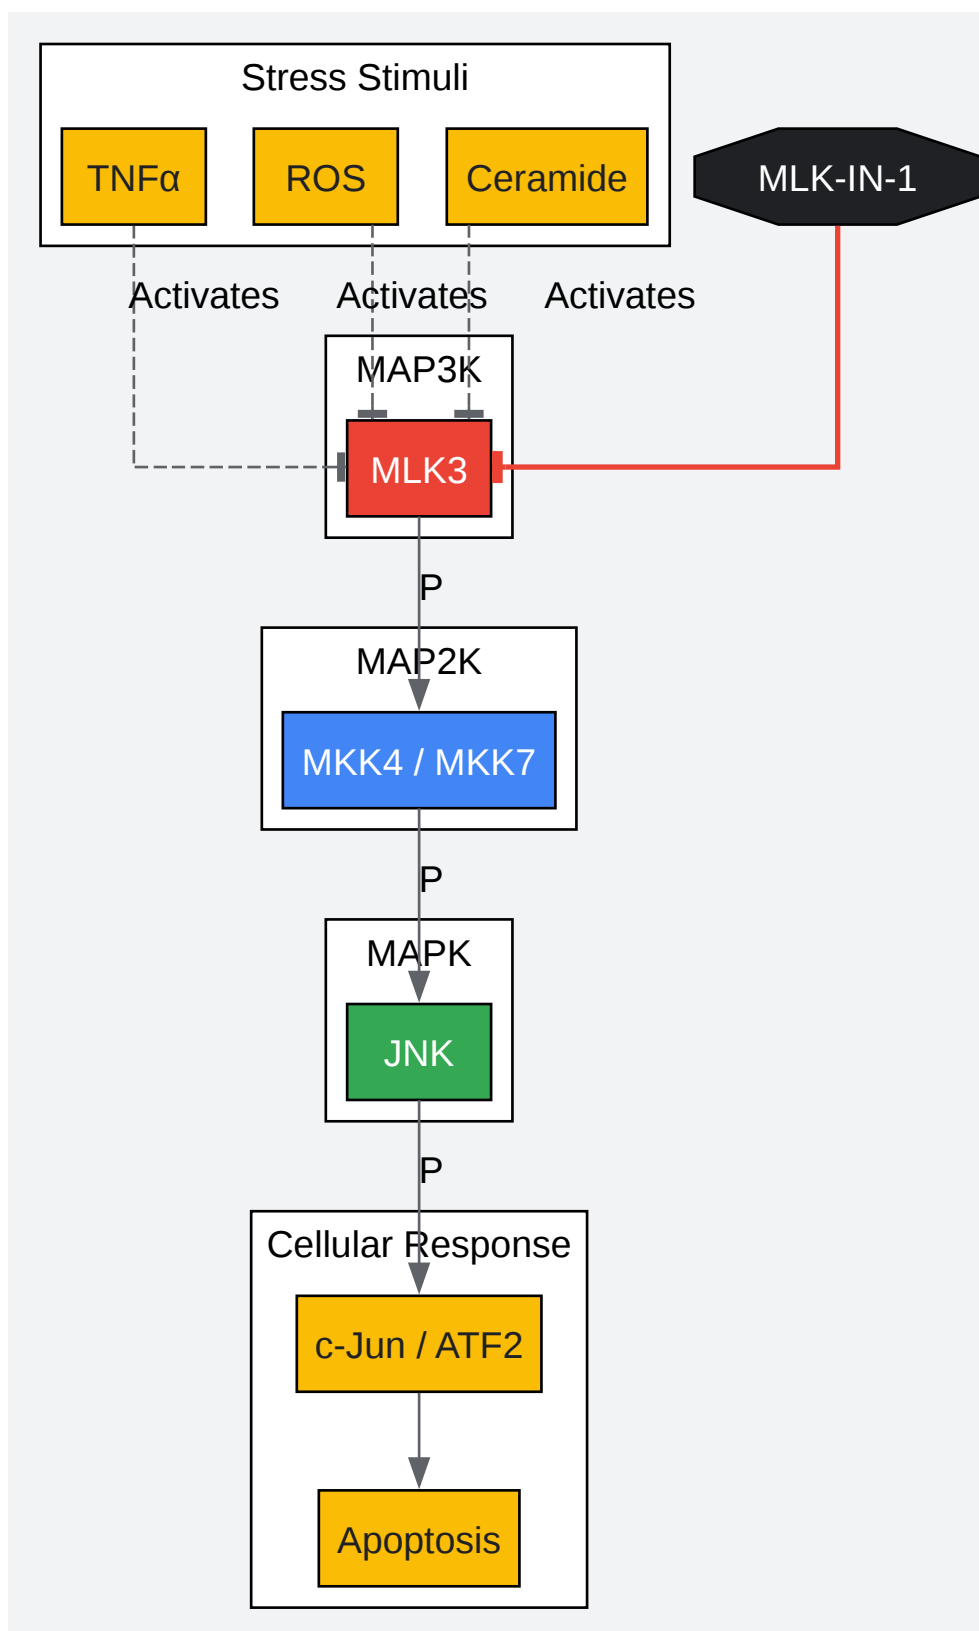 Stress Stimuli
TNFα
ROS
Ceramide
MLK-IN-1
Activates
Activates
Activates
MAP3K
MLK3
P
MAP2K
MKK4 / MKK7
P
MAPK
JNK
P
Cellular Response
c-Jun / ATF2
Apoptosis